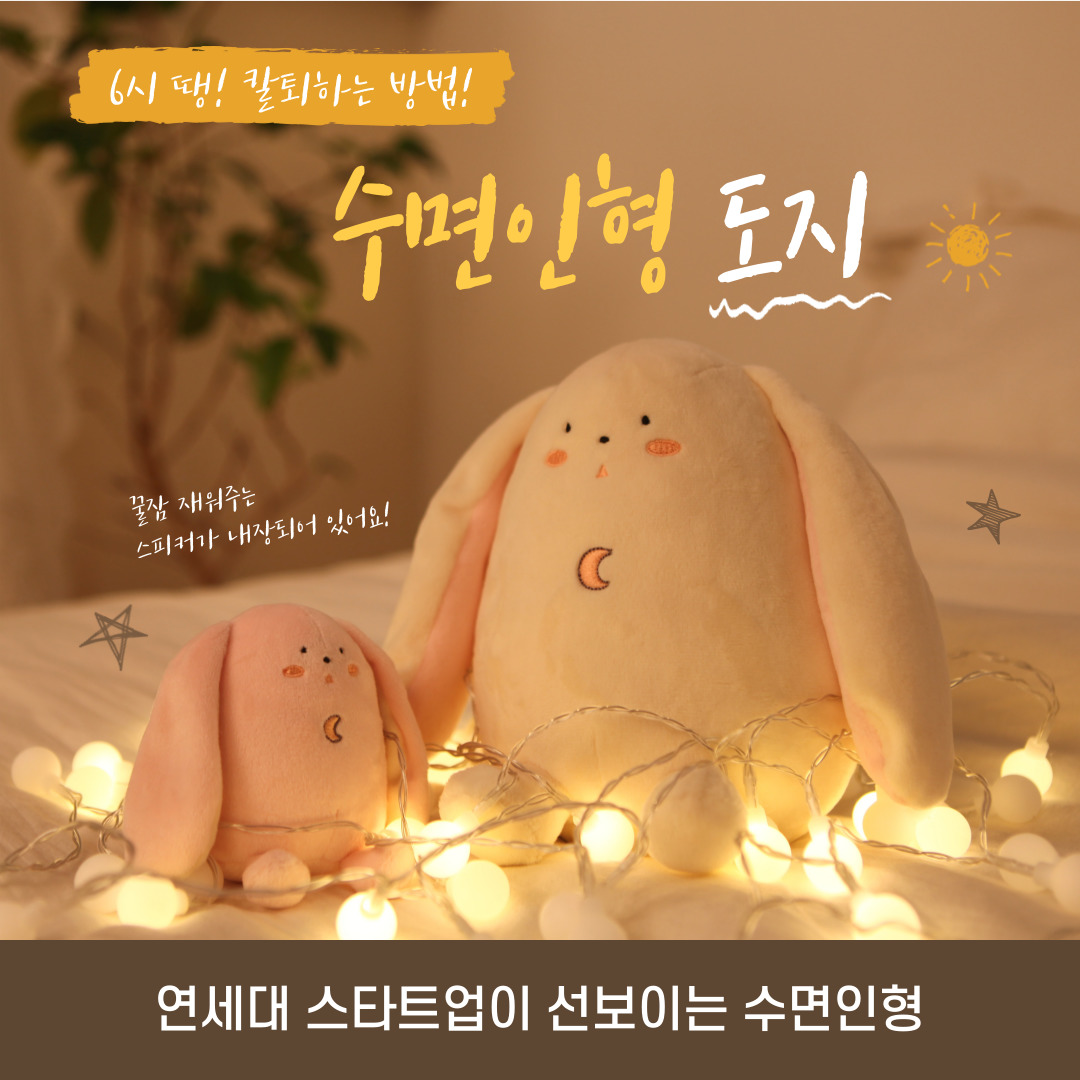 6시 땡! 칼퇴하는 방법!
수면인형 도지
꿀잠 재워주는
스피커가 내장되어 있어요!
연세대 스타트업이 선보이는 수면인형